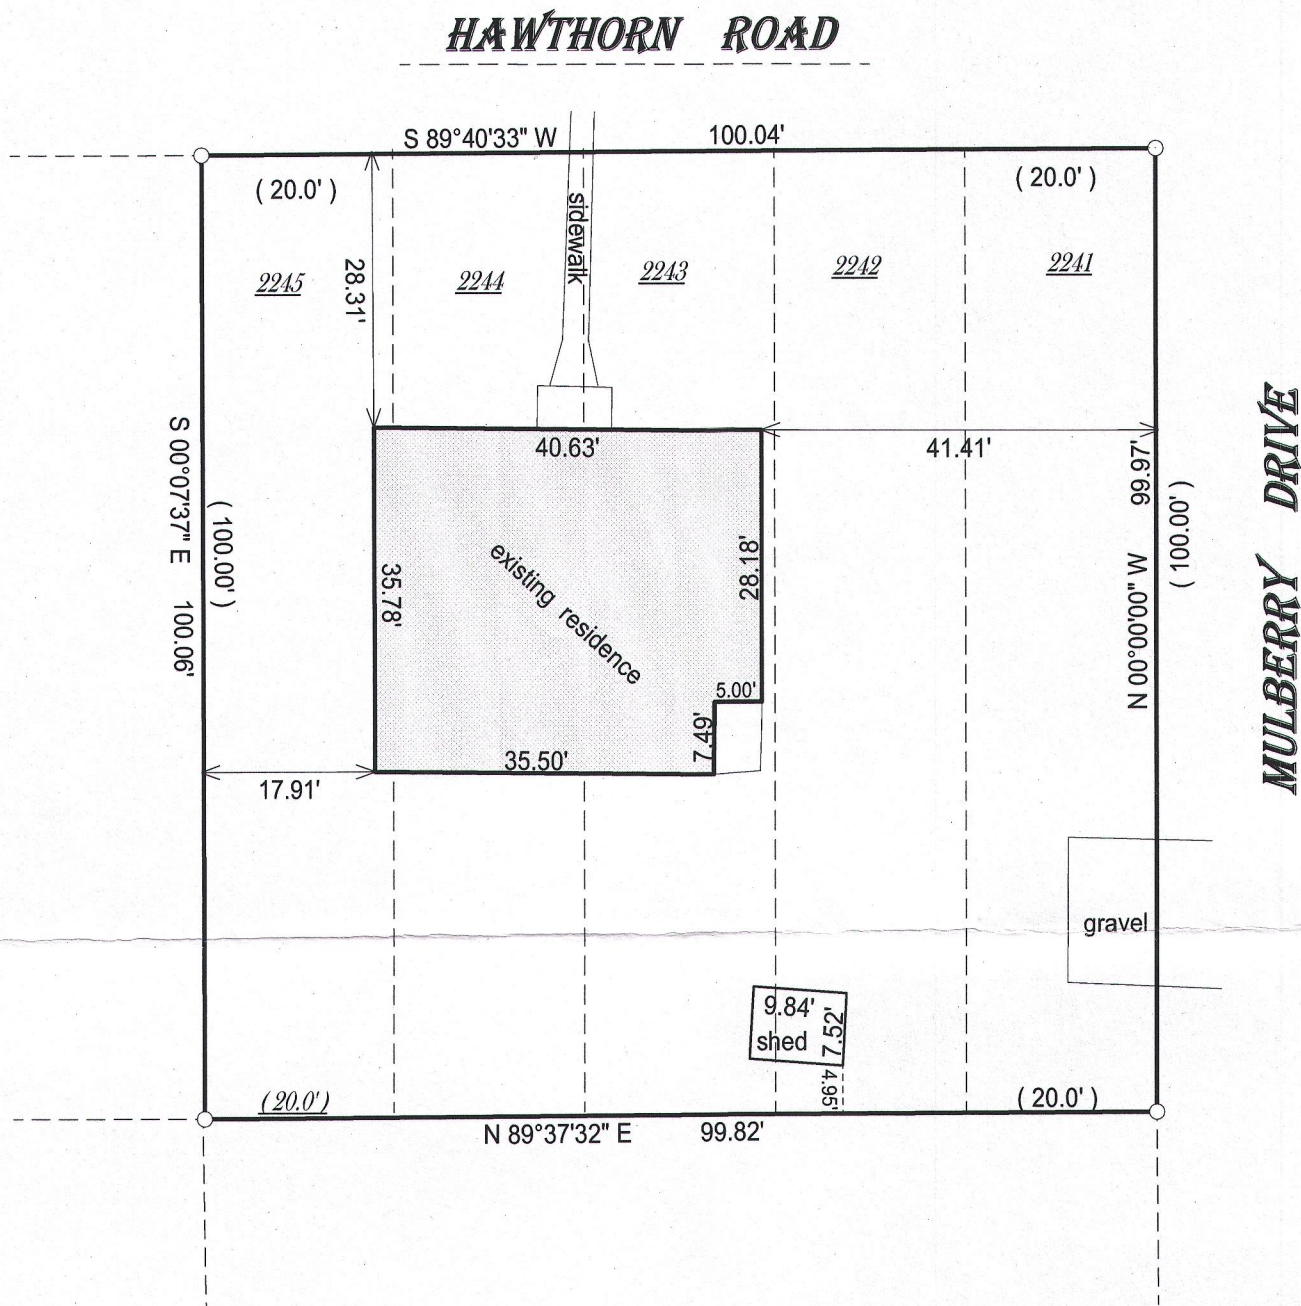 HAWTHORN ROAD
S 89°40'33" W 100.04'
( 20.0' )
( 20.0' )
sidewalk
2245
2244
2243
2242
2241
28.31'
MULBERRY DRIVE
S 00°07'37" E 100.06'
( 100.00' )
40.63'
41.41'
N 00°00'00" W 99.97'
( 100.00' )
35.78'
existing residence
28.18'
5.00'
7.49'
35.50'
17.91'
gravel
9.84'
shed
7.52'
4.95'
(20.0')
( 20.0' )
N 89°37'32" E 99.82'